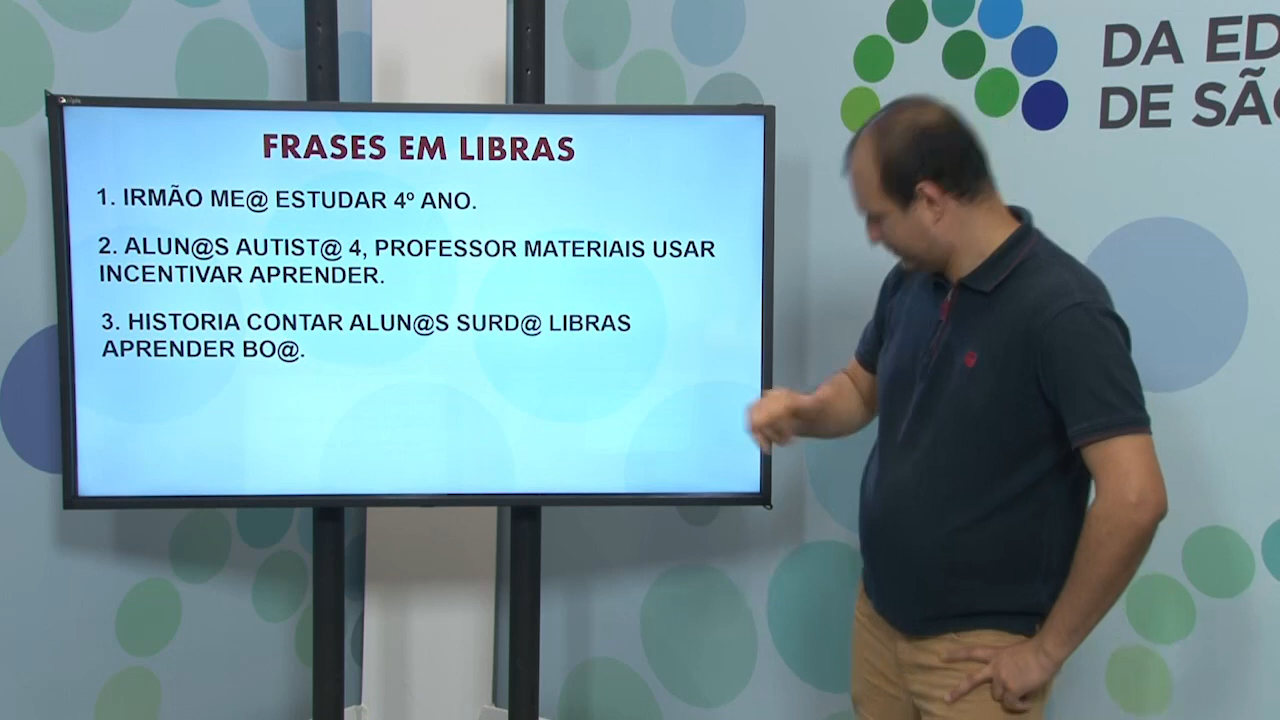 DA ED
DE SÃO
FRASES EM LIBRAS
1. IRMÃO ME@ ESTUDAR 4º ANO.
2. ALUN@S AUTIST@ 4, PROFESSOR MATERIAIS USAR
INCENTIVAR APRENDER.
3. HISTORIA CONTAR ALUN@S SURD@ LIBRAS
APRENDER BO@.